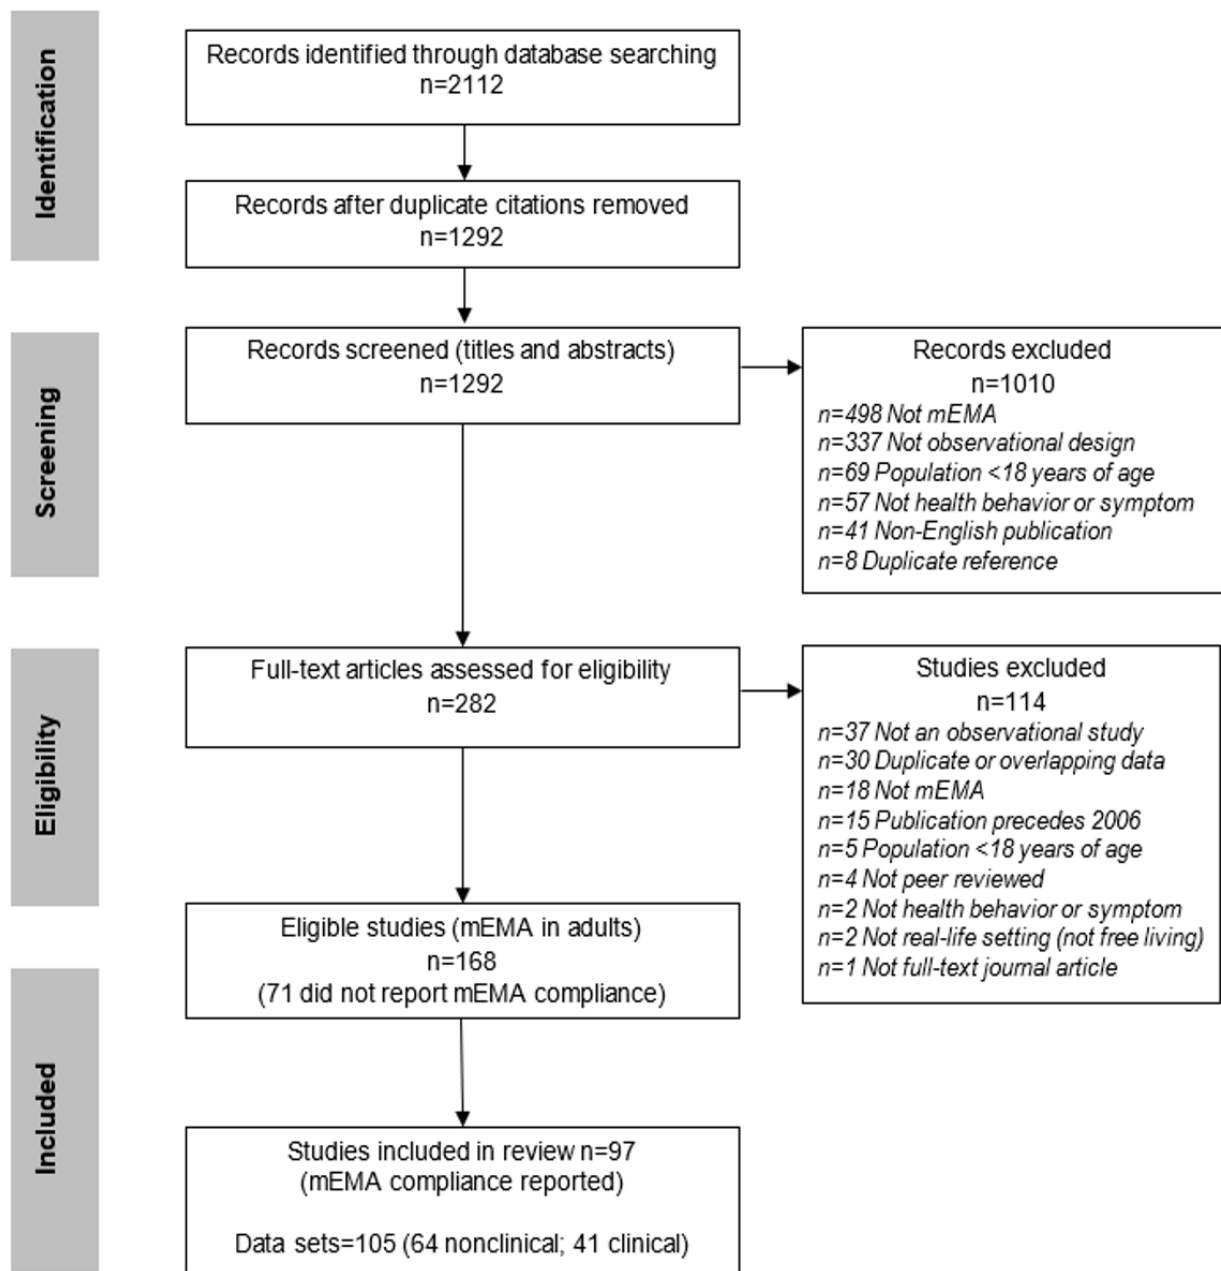 Identification
Records identified through database searching
n=2112
Records after duplicate citations removed
n=1292
Screening
Records screened (titles and abstracts)
n=1292
Records excluded
n=1010
n=498 Not mEMA
n=337 Not observational design
n=69 Population <18 years of age
n=57 Not health behavior or symptom
n=41 Non-English publication
n=8 Duplicate reference
Eligibility
Full-text articles assessed for eligibility
n=282
Studies excluded
n=114
n=37 Not an observational study
n=30 Duplicate or overlapping data
n=18 Not mEMA
n=15 Publication precedes 2006
n=5 Population <18 years of age
n=4 Not peer reviewed
n=2 Not health behavior or symptom
n=2 Not real-life setting (not free living)
n=1 Not full-text journal article
Eligible studies (mEMA in adults)
n=168
(71 did not report mEMA compliance)
Included
Studies included in review n=97
(mEMA compliance reported)
Data sets=105 (64 nonclinical; 41 clinical)